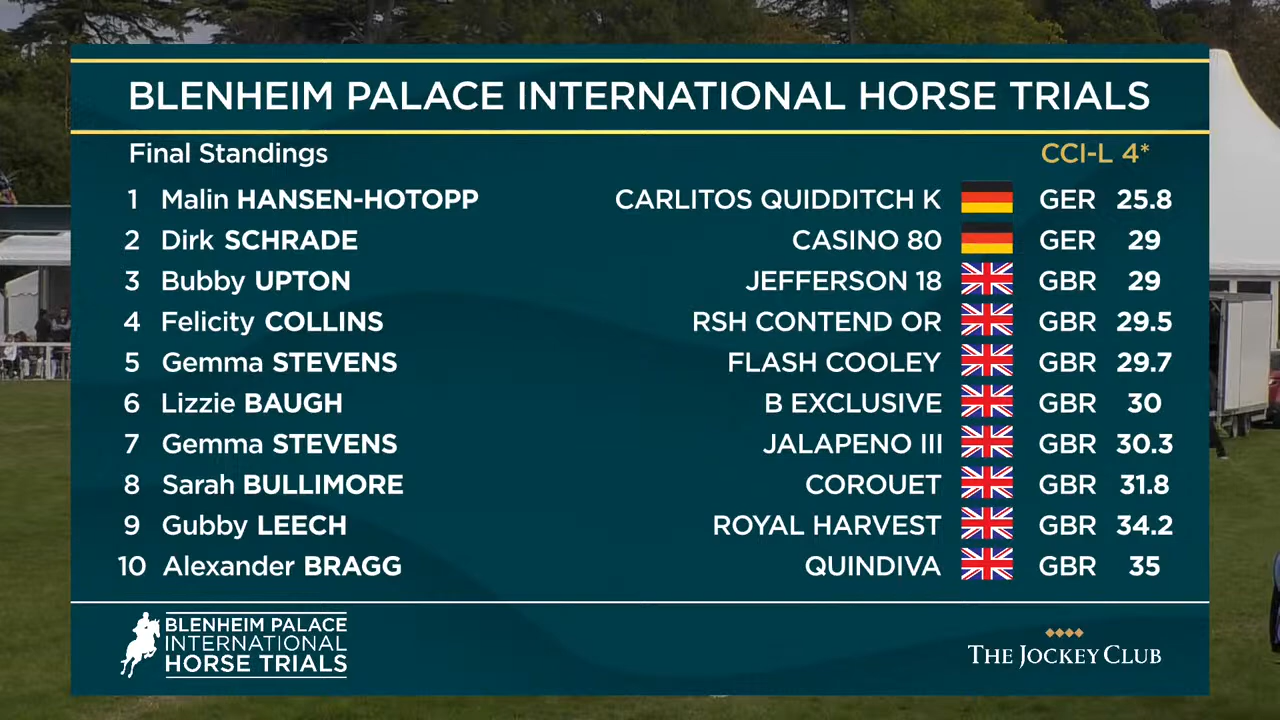 BLENHEIM PALACE INTERNATIONAL HORSE TRIALS
Final Standings CCI-L 4*
1 Malin HANSEN-HOTOPP CARLITOS QUIDDITCH K GER 25.8
2 Dirk SCHRADE CASINO 80 GER 29
3 Bubby UPTON JEFFERSON 18 GBR 29
4 Felicity COLLINS RSH CONTEND OR GBR 29.5
5 Gemma STEVENS FLASH COOLEY GBR 29.7
6 Lizzie BAUGH B EXCLUSIVE GBR 30
7 Gemma STEVENS JALAPENO III GBR 30.3
8 Sarah BULLIMORE COROUET GBR 31.8
9 Gubby LEECH ROYAL HARVEST GBR 34.2
10 Alexander BRAGG QUINDIVA GBR 35
BLENHEIM PALACE
INTERNATIONAL
HORSE TRIALS
THE JOCKEY CLUB